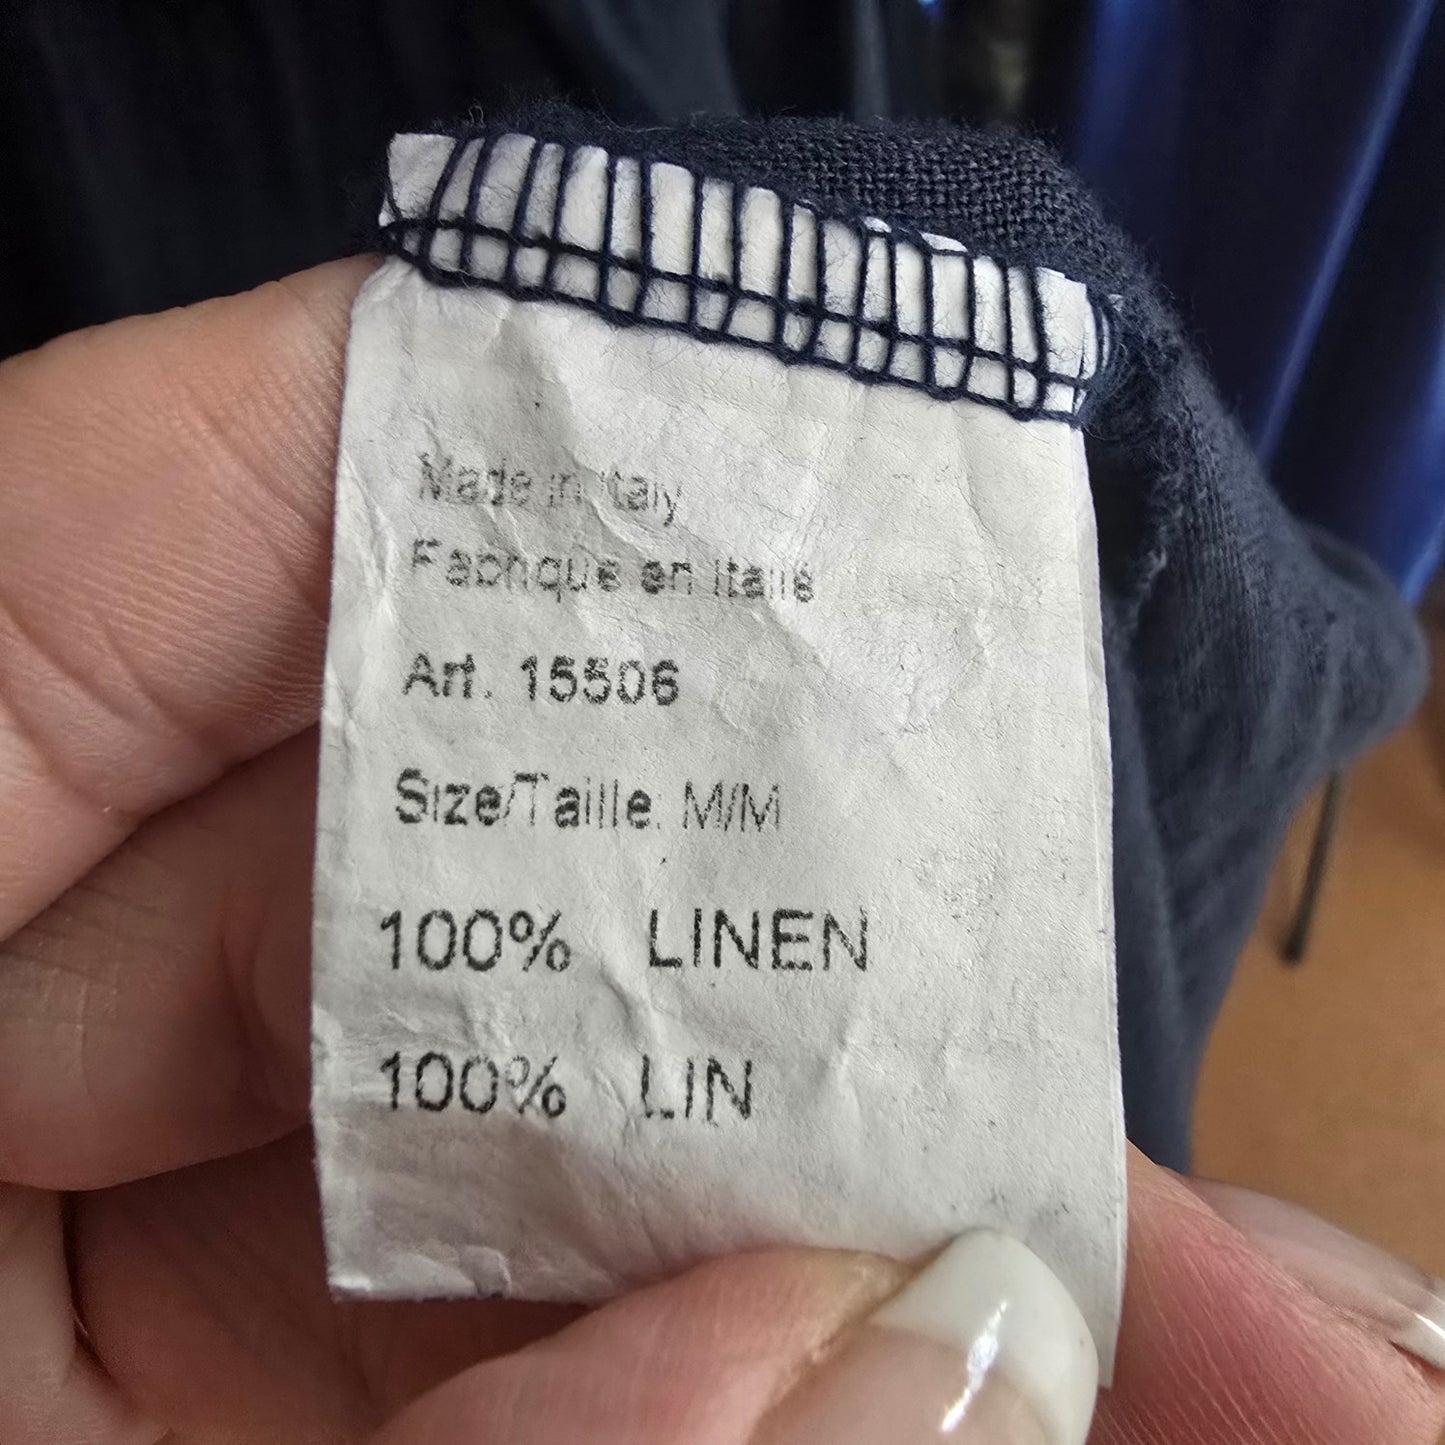 Made in Italy
Fabriqué en Italie
Art. 15506
Size/Taille: M/M
100% LINEN
100% LIN